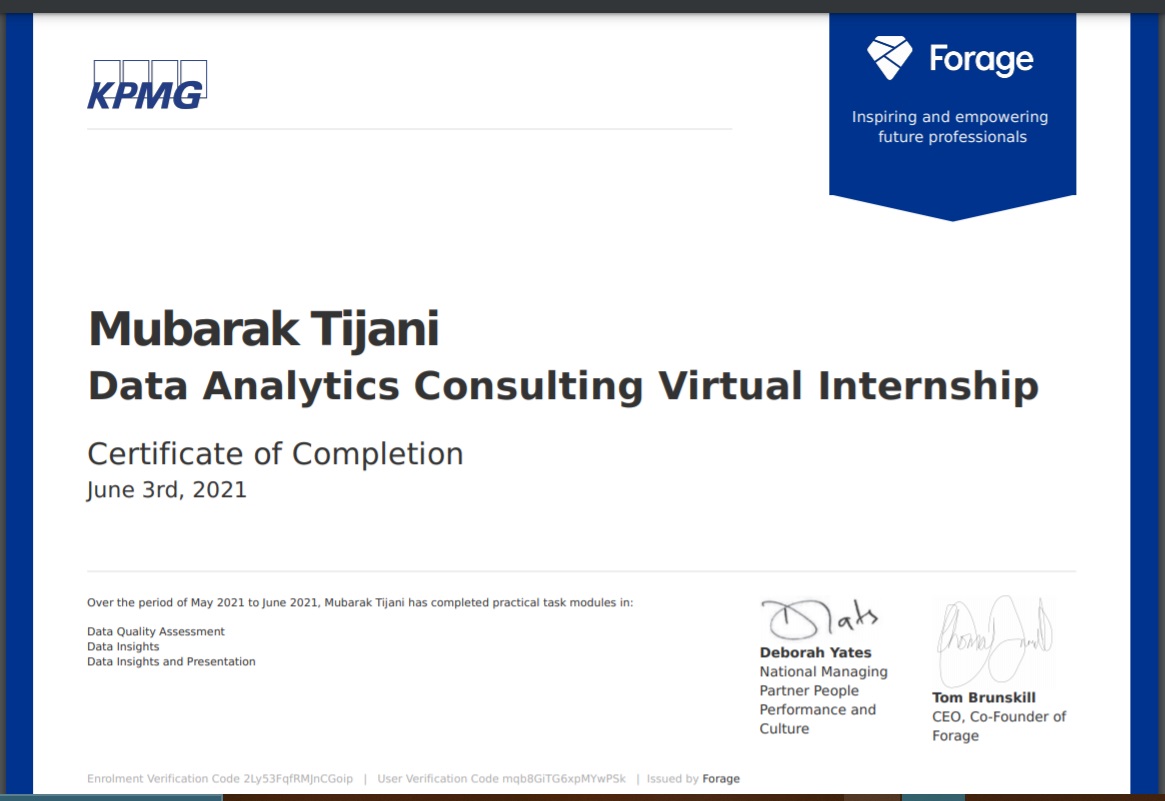 KPMG
Forage
Inspiring and empowering
future professionals
Mubarak Tijani
Data Analytics Consulting Virtual Internship
Certificate of Completion
June 3rd, 2021
Over the period of May 2021 to June 2021, Mubarak Tijani has completed practical task modules in:
Data Quality Assessment
Data Insights
Data Insights and Presentation
Deborah Yates
National Managing
Partner People
Performance and
Culture
Tom Brunskill
CEO, Co-Founder of
Forage
Enrolment Verification Code 2Ly53FqfRMJnCGoip | User Verification Code mqb8GiTG6xpMYwPSk | Issued by Forage